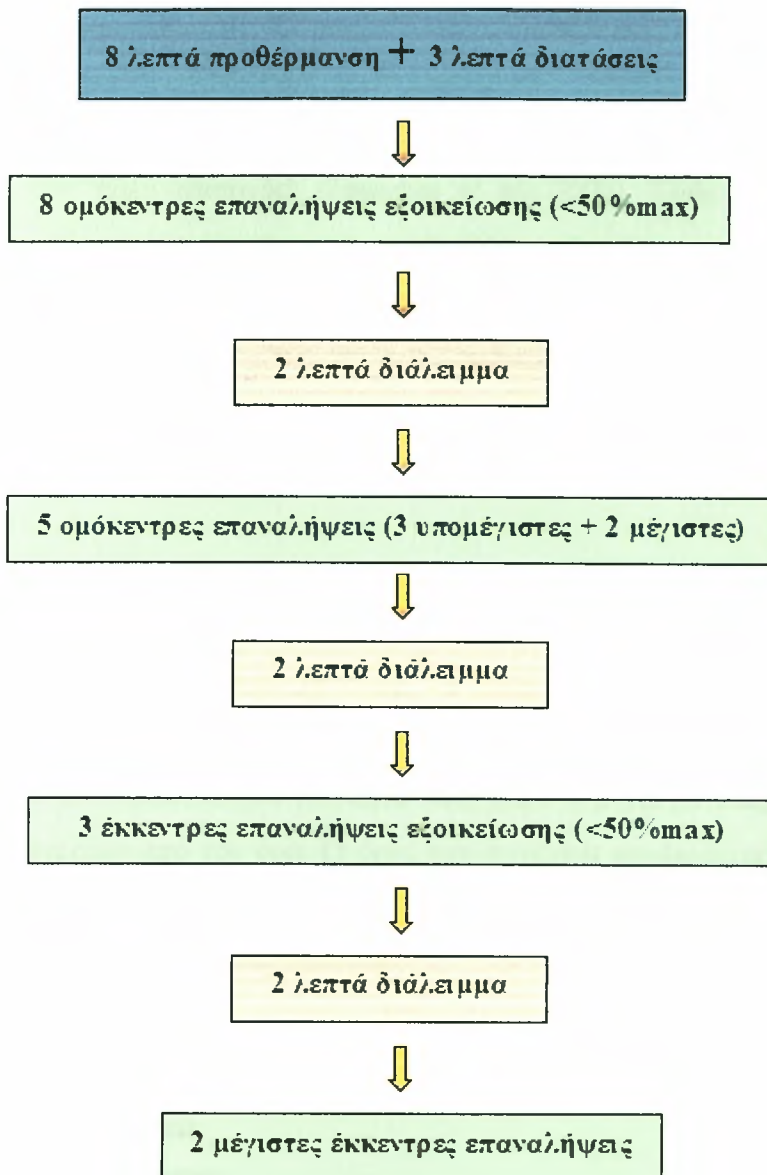 8 λεπτά προθέρμανση + 3 λεπτά διατάσεις
8 ομόκεντρες επαναλήψεις εξοικείωσης (<50%max)
2 λεπτά διάλειμμα
5 ομόκεντρες επαναλήψεις (3 υπομέγιστες + 2 μέγιστες)
2 λεπτά διάλειμμα
3 έκκεντρες επαναλήψεις εξοικείωσης (<50%max)
2 λεπτά διάλειμμα
2 μέγιστες έκκεντρες επαναλήψεις